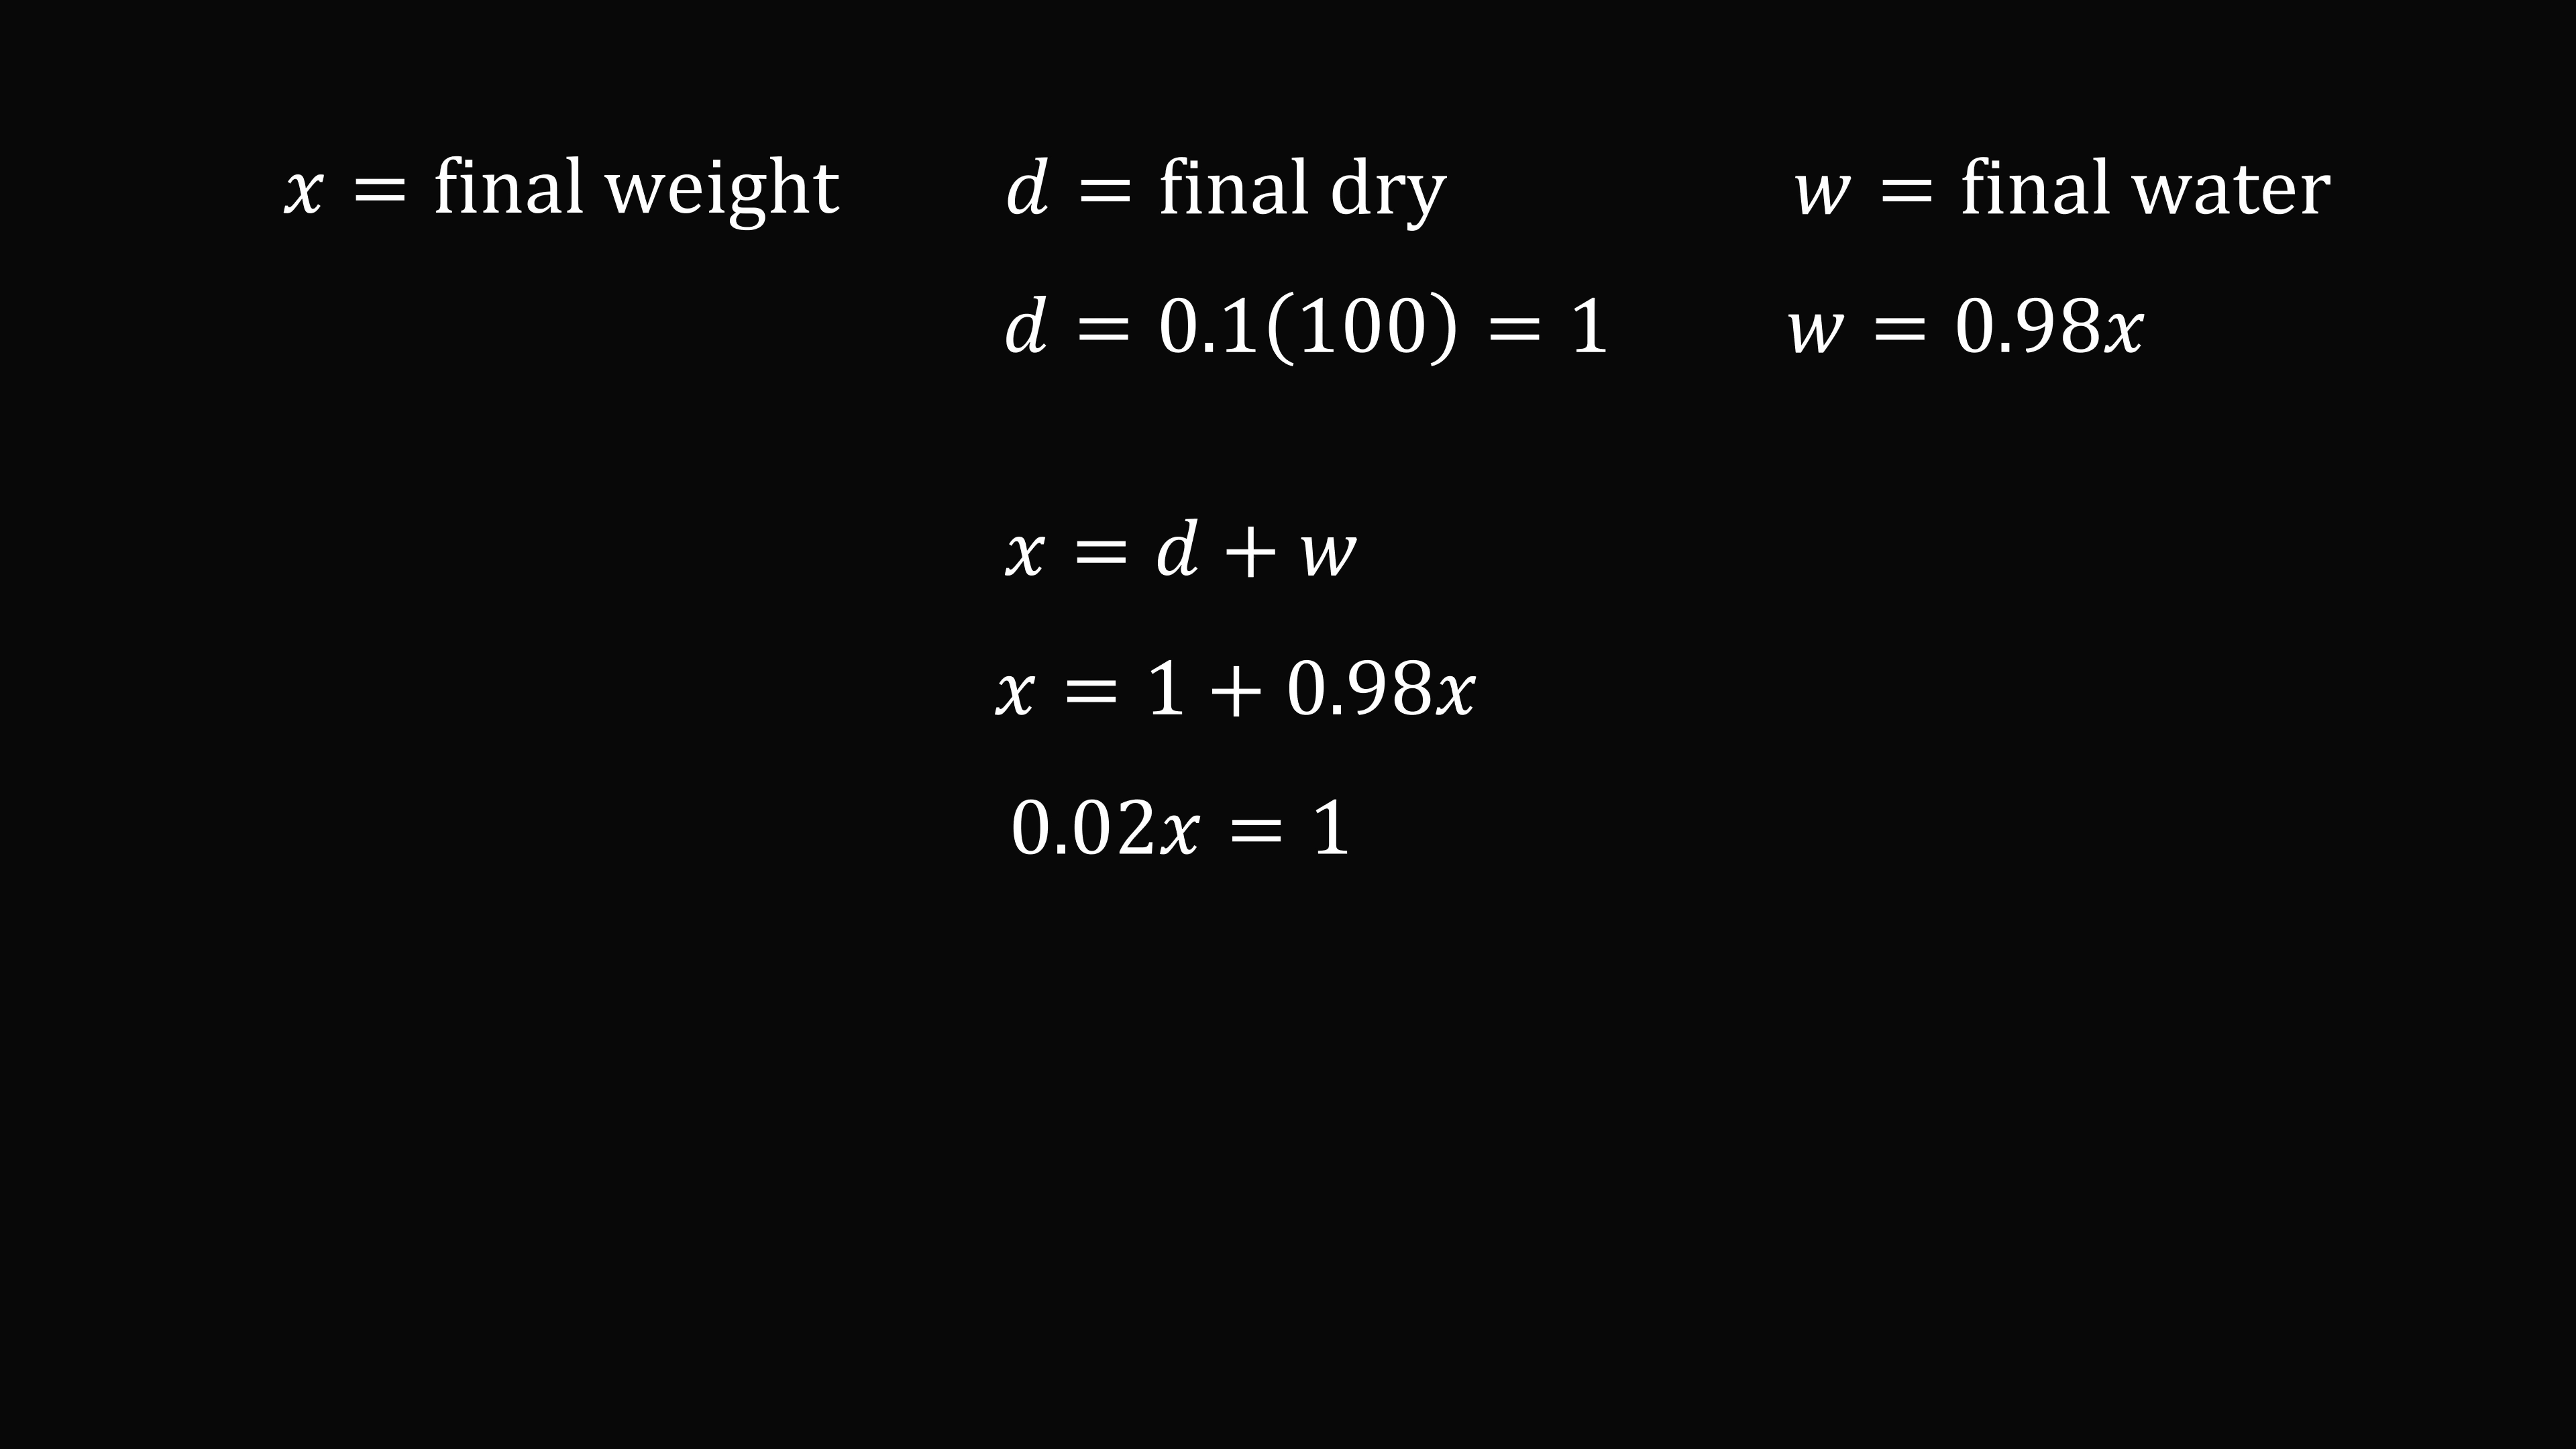 x = final weight d = final dry w = final water
d = 0.1(100) = 1 w = 0.98x
x = d + w
x = 1 + 0.98x
0.02x = 1